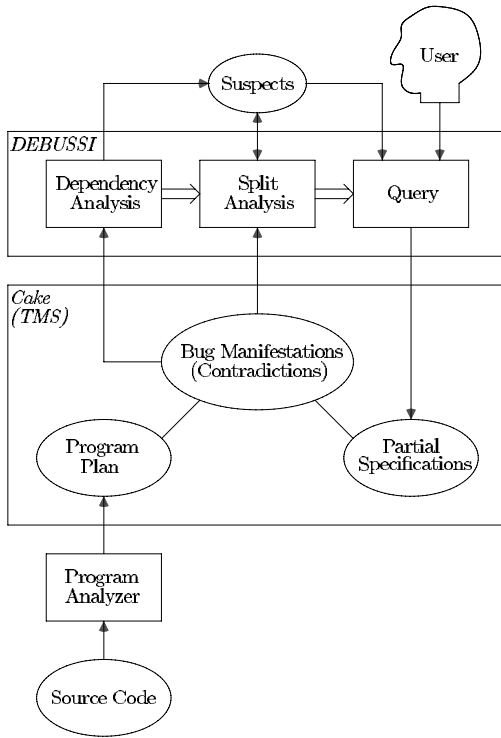 User
Suspects
DEBUSSI
Dependency
Analysis
Split
Analysis
Query
Cake
(TMS)
Bug Manifestations
(Contradictions)
Program
Plan
Partial
Specifications
Program
Analyzer
Source Code